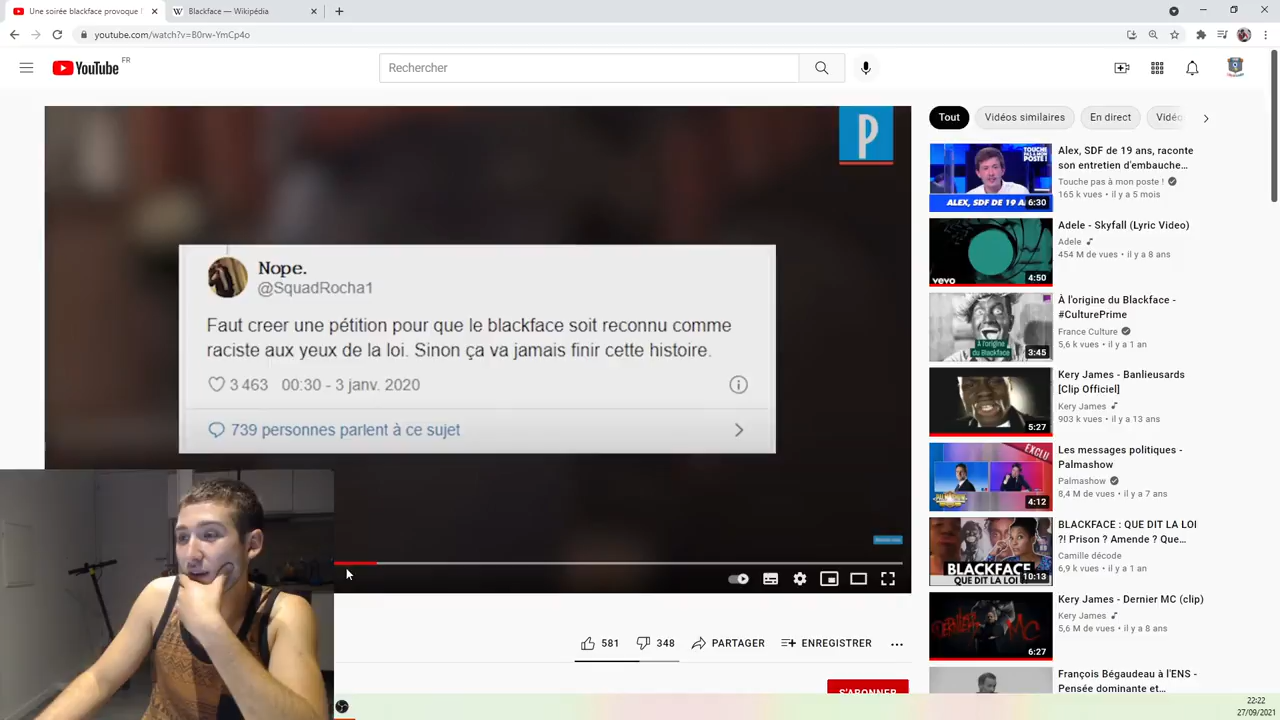 Une soirée blackface provoque l
Blackface — Wikipédia
youtube.com/watch?v=B0rw-YmCp4o
YouTube
FR
Rechercher
P
Nope.
@SquadRocha1
Faut creer une pétition pour que le blackface soit reconnu comme
raciste aux yeux de la loi. Sinon ça va jamais finir cette histoire.
3 463 00:30 - 3 janv. 2020
739 personnes parlent à ce sujet
581
348
PARTAGER
ENREGISTRER
S'ABONNER
Tout
Vidéos similaires
En direct
Vidéo
TOUCHE PAS À MON POSTE !
ALEX, SDF DE 19 A
6:30
Alex, SDF de 19 ans, raconte
son entretien d'embauche...
Touche pas à mon poste !
165 k vues • il y a 5 mois
vevo
4:50
Adele - Skyfall (Lyric Video)
Adele
454 M de vues • il y a 8 ans
à l'origine
du Blackface
3:45
À l'origine du Blackface -
#CulturePrime
France Culture
5,6 k vues • il y a 1 an
5:27
Kery James - Banlieusards
[Clip Officiel]
Kery James
903 k vues • il y a 13 ans
EXCLU
PALMASHOW
4:12
Les messages politiques -
Palmashow
Palmashow
8,4 M de vues • il y a 7 ans
BLACKFACE
QUE DIT LA LOI ?
10:13
BLACKFACE : QUE DIT LA LOI
?! Prison ? Amende ? Que...
Camille décode
6,9 k vues • il y a 1 an
DERNIER MC
6:27
Kery James - Dernier MC (clip)
Kery James
5,6 M de vues • il y a 8 ans
François Bégaudeau à l'ENS -
Pensée dominante et...
22:22
27/09/2021